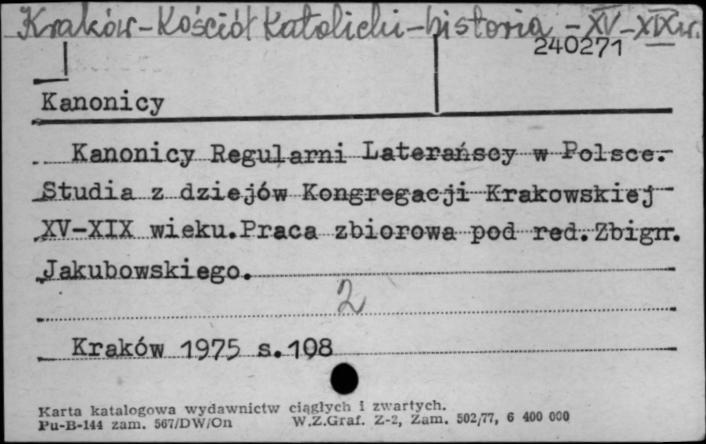 Kraków-Kościół Katolicki-historia - XV-XIX w.
240271
Kanonicy
Kanonicy Regularni Laterańscy w Polsce.-
Studia z dziejów Kongregacji Krakowskiej
XV-XIX wieku.Praca zbiorowa pod red.Zbign.
Jakubowskiego.
2
Kraków 1975 s.198
Karta katalogowa wydawnictw ciągłych i zwartych.
Pu-B-144 zam. 567/DW/On W.Z.Graf. Z-2, Zam. 502/77, 6 400 000